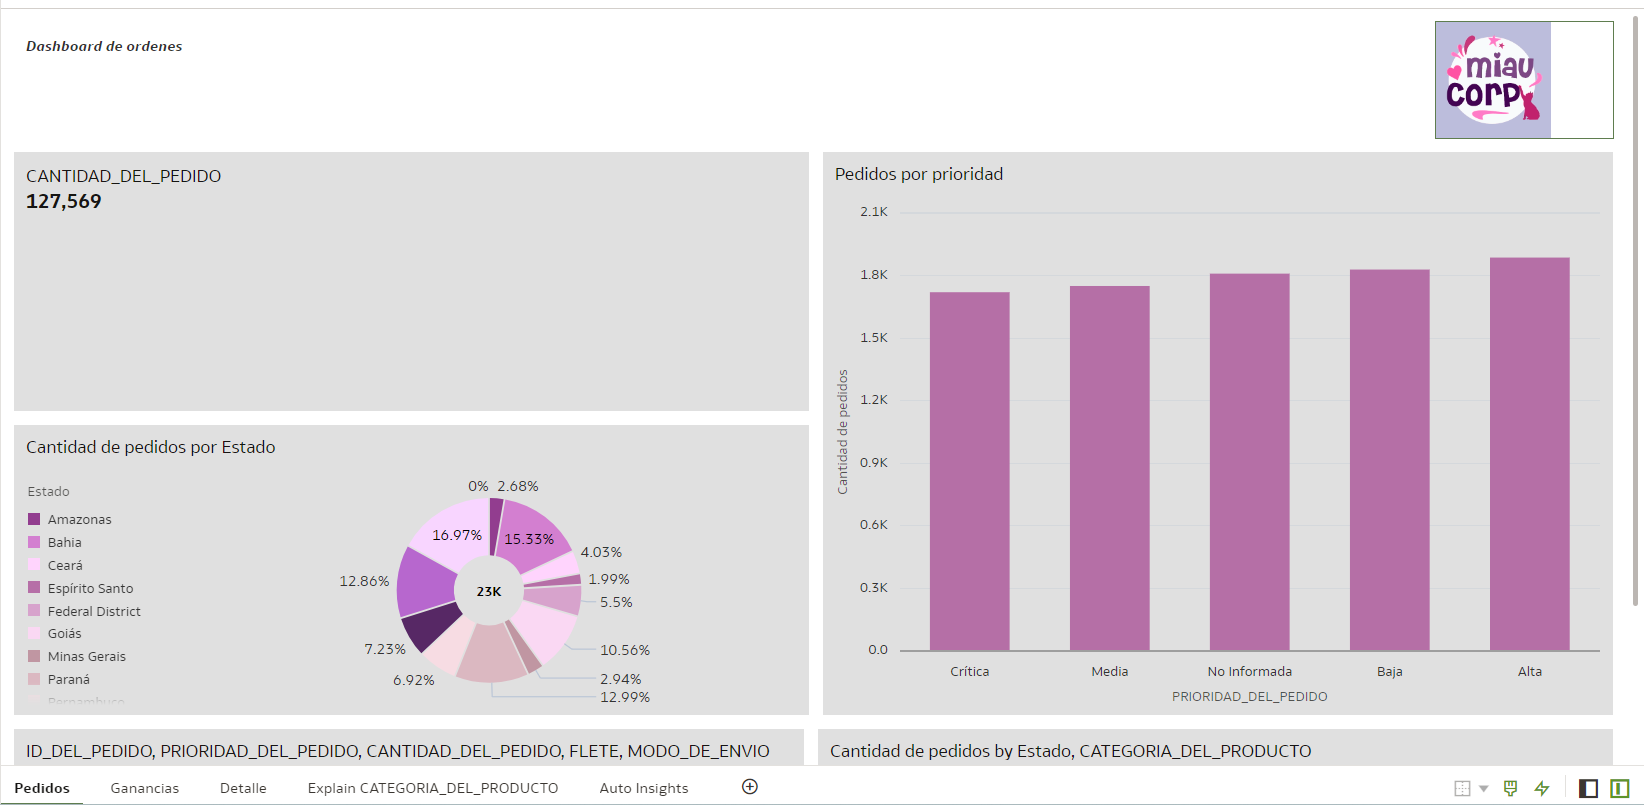 Dashboard de ordenes
miau
corp
CANTIDAD_DEL_PEDIDO
127,569
Pedidos por prioridad
2.1K
1.8K
1.5K
1.2K
0.9K
0.6K
0.3K
0.0
Cantidad de pedidos
Crítica
Media
No Informada
Baja
Alta
PRIORIDAD_DEL_PEDIDO
Cantidad de pedidos por Estado
Estado
Amazonas
Bahia
Ceará
Espírito Santo
Federal District
Goiás
Minas Gerais
Paraná
Pernambuco
0%
2.68%
15.33%
4.03%
1.99%
5.5%
10.56%
2.94%
12.99%
6.92%
7.23%
12.86%
16.97%
23K
ID_DEL_PEDIDO, PRIORIDAD_DEL_PEDIDO, CANTIDAD_DEL_PEDIDO, FLETE, MODO_DE_ENVIO
Cantidad de pedidos by Estado, CATEGORIA_DEL_PRODUCTO
Pedidos
Ganancias
Detalle
Explain CATEGORIA_DEL_PRODUCTO
Auto Insights